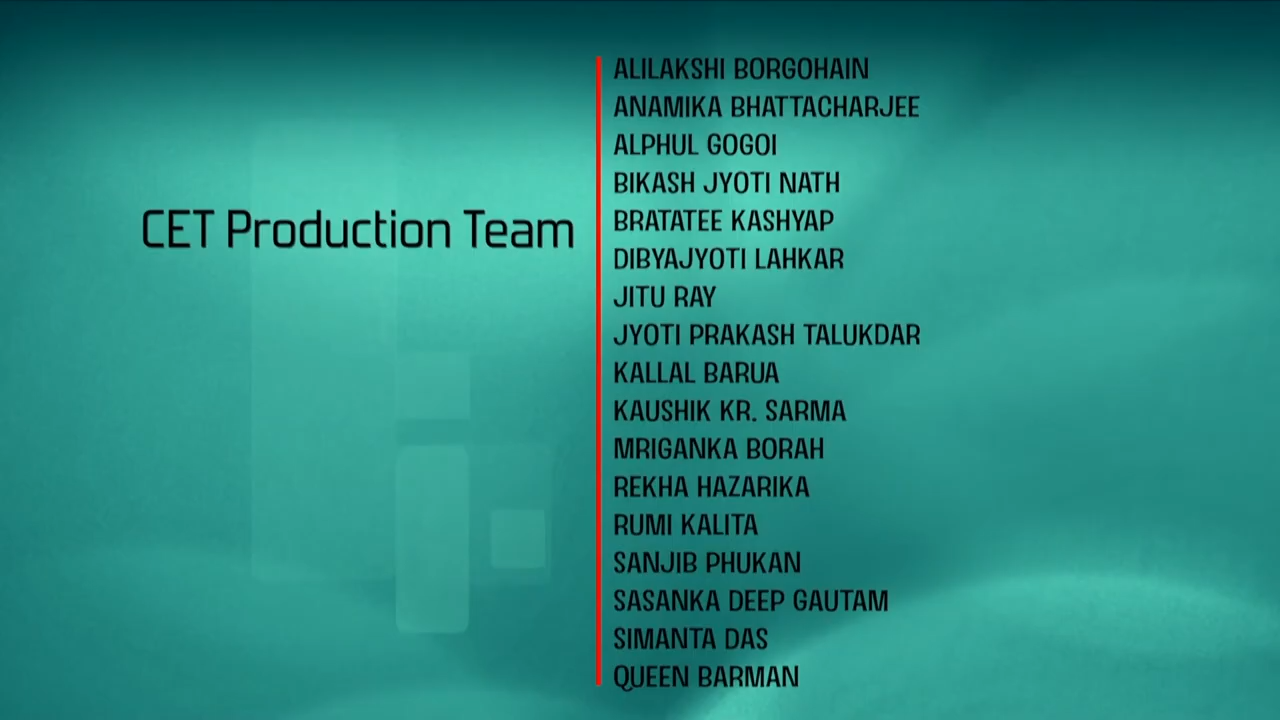 CET Production Team
ALILAKSHI BORGOHAIN
ANAMIKA BHATTACHARJEE
ALPHUL GOGOI
BIKASH JYOTI NATH
BRATATEE KASHYAP
DIBYAJYOTI LAHKAR
JITU RAY
JYOTI PRAKASH TALUKDAR
KALLAL BARUA
KAUSHIK KR. SARMA
MRIGANKA BORAH
REKHA HAZARIKA
RUMI KALITA
SANJIB PHUKAN
SASANKA DEEP GAUTAM
SIMANTA DAS
QUEEN BARMAN